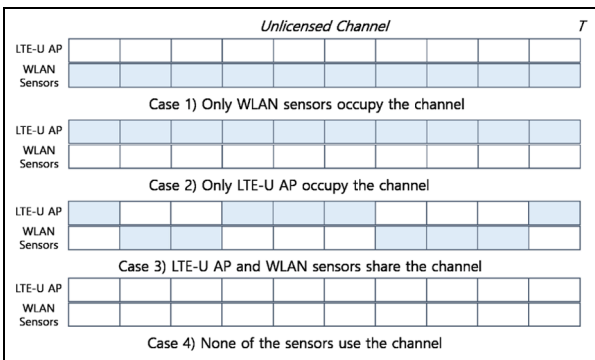 Unlicensed Channel T
LTE-U AP
WLAN
Sensors
Case 1) Only WLAN sensors occupy the channel
LTE-U AP
WLAN
Sensors
Case 2) Only LTE-U AP occupy the channel
LTE-U AP
WLAN
Sensors
Case 3) LTE-U AP and WLAN sensors share the channel
LTE-U AP
WLAN
Sensors
Case 4) None of the sensors use the channel